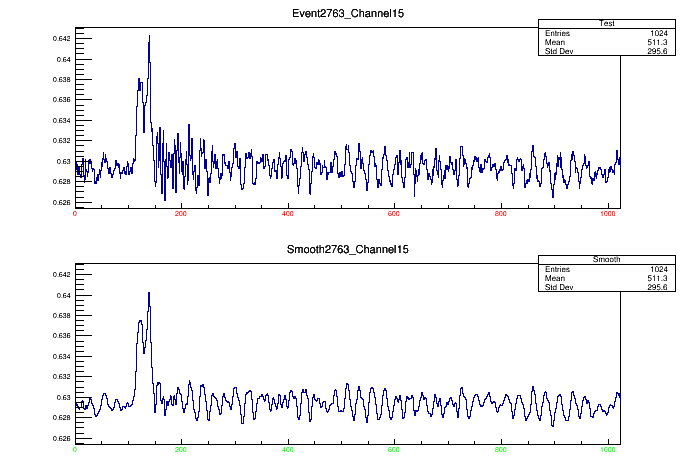 Event2763_Channel15
Test
Entries 1024
Mean 511.3
Std Dev 295.6
0.642
0.64
0.638
0.636
0.634
0.632
0.63
0.628
0.626
0 200 400 600 800 1000
Smooth2763_Channel15
Smooth
Entries 1024
Mean 511.3
Std Dev 295.6
0.642
0.64
0.638
0.636
0.634
0.632
0.63
0.628
0.626
0 200 400 600 800 1000